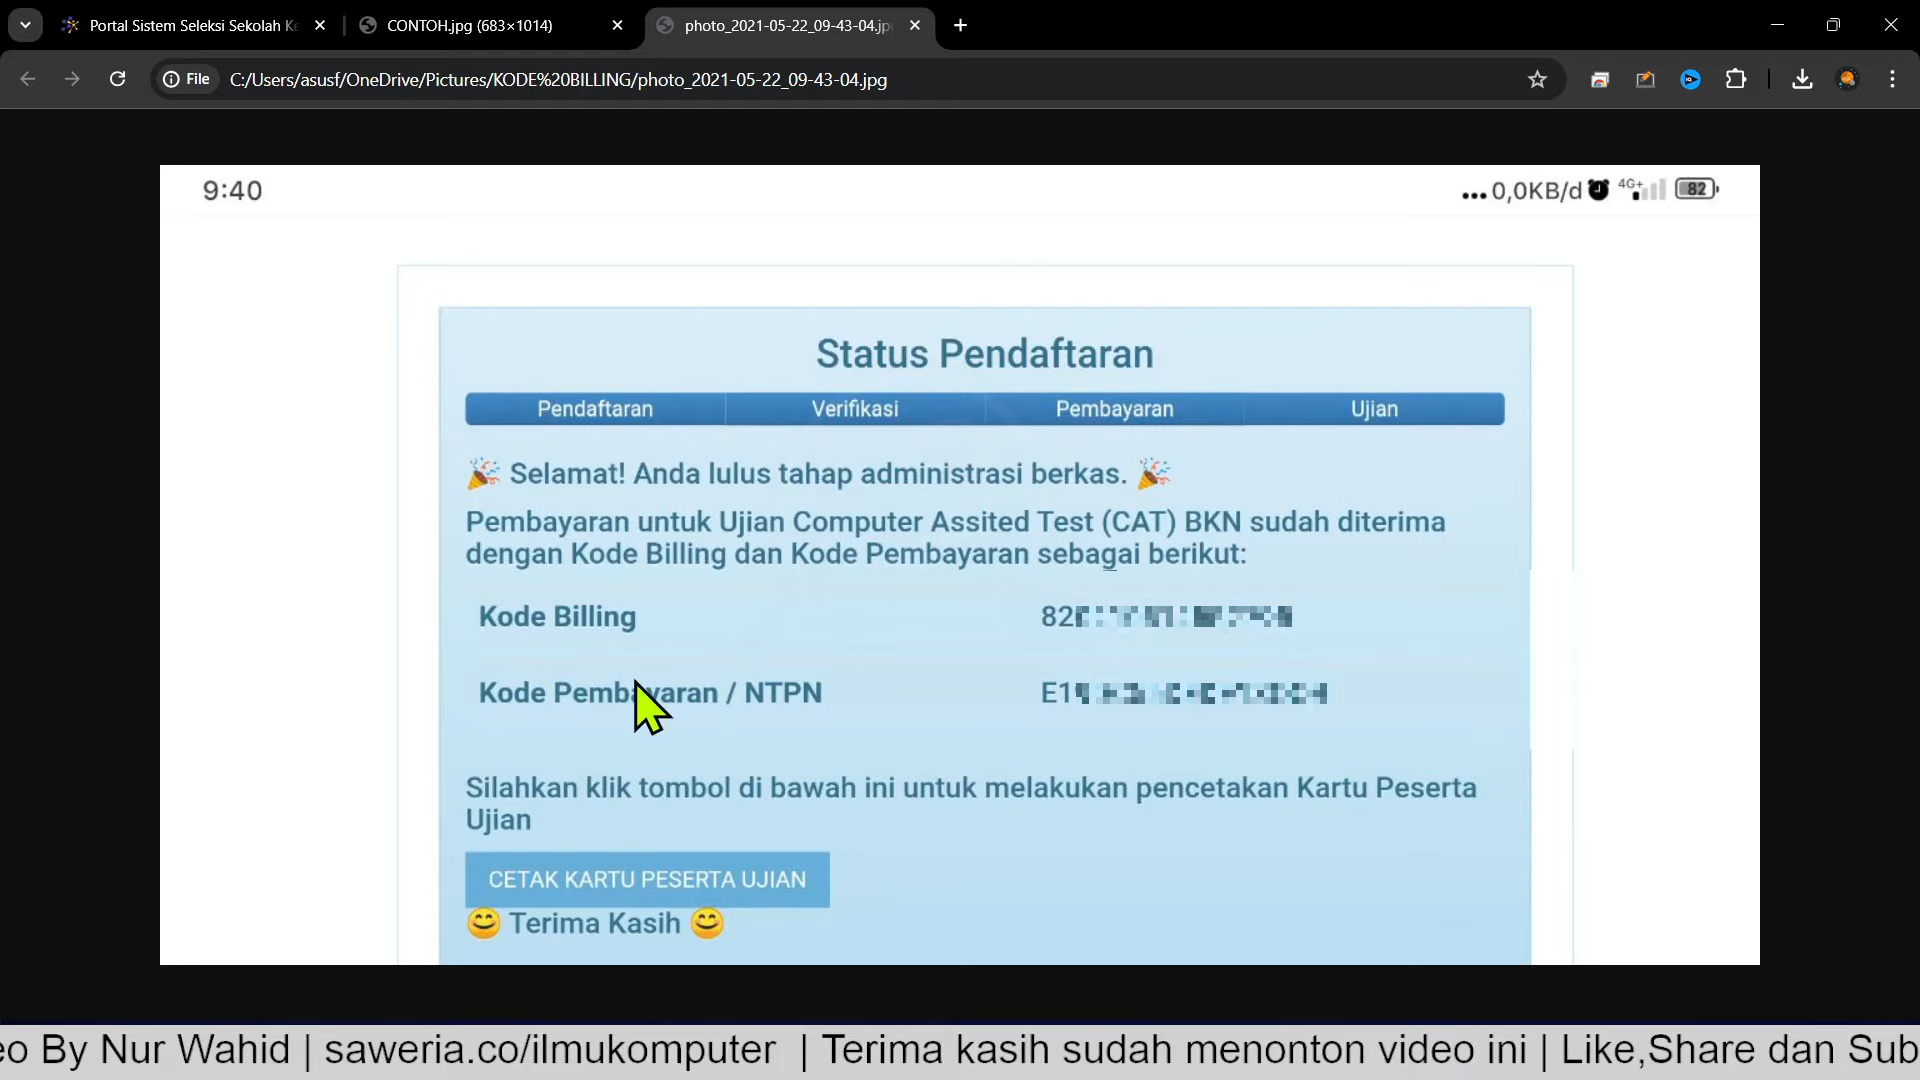 Portal Sistem Seleksi Sekolah Ke
CONTOH.jpg (683×1014)
photo_2021-05-22_09-43-04.jp
File
C:/Users/asusf/OneDrive/Pictures/KODE%20BILLING/photo_2021-05-22_09-43-04.jpg
9:40
... 0,0KB/d 4G+ 82
Status Pendaftaran
Pendaftaran Verifikasi Pembayaran Ujian
🎉 Selamat! Anda lulus tahap administrasi berkas. 🎉
Pembayaran untuk Ujian Computer Assited Test (CAT) BKN sudah diterima
dengan Kode Billing dan Kode Pembayaran sebagai berikut:
Kode Billing 82
Kode Pembayaran / NTPN E1
Silahkan klik tombol di bawah ini untuk melakukan pencetakan Kartu Peserta
Ujian
CETAK KARTU PESERTA UJIAN
😊 Terima Kasih 😊
eo By Nur Wahid | saweria.co/ilmukomputer | Terima kasih sudah menonton video ini | Like,Share dan Sub